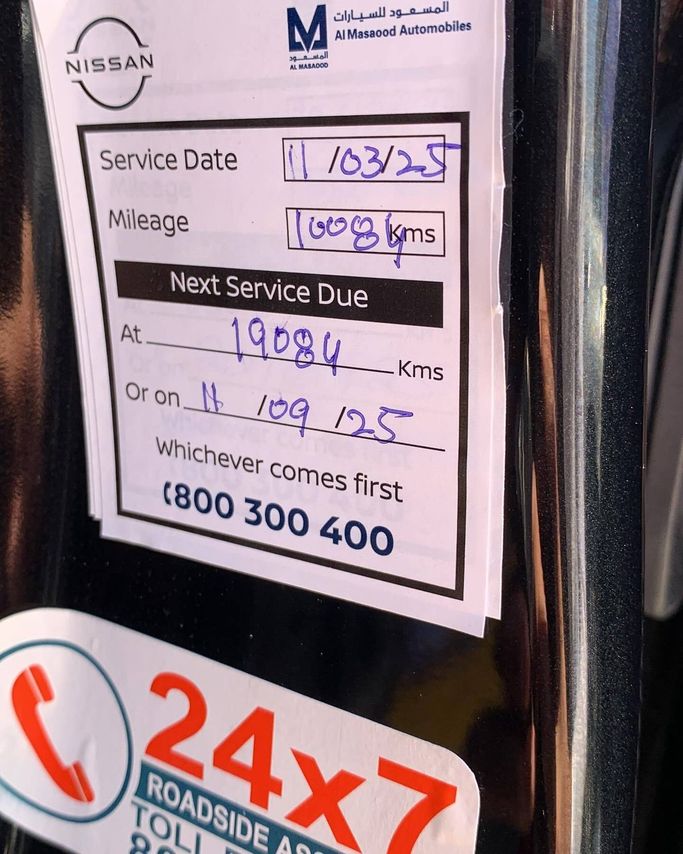 NISSAN
المسعود للسيارات
Al Masaood Automobiles
المسعود
AL MASAOOD
Service Date 11/03/25
Mileage 10084 Kms
Next Service Due
At 19084 Kms
Or on 11/09/25
Whichever comes first
800 300 400
24x7
ROADSIDE
TOLL